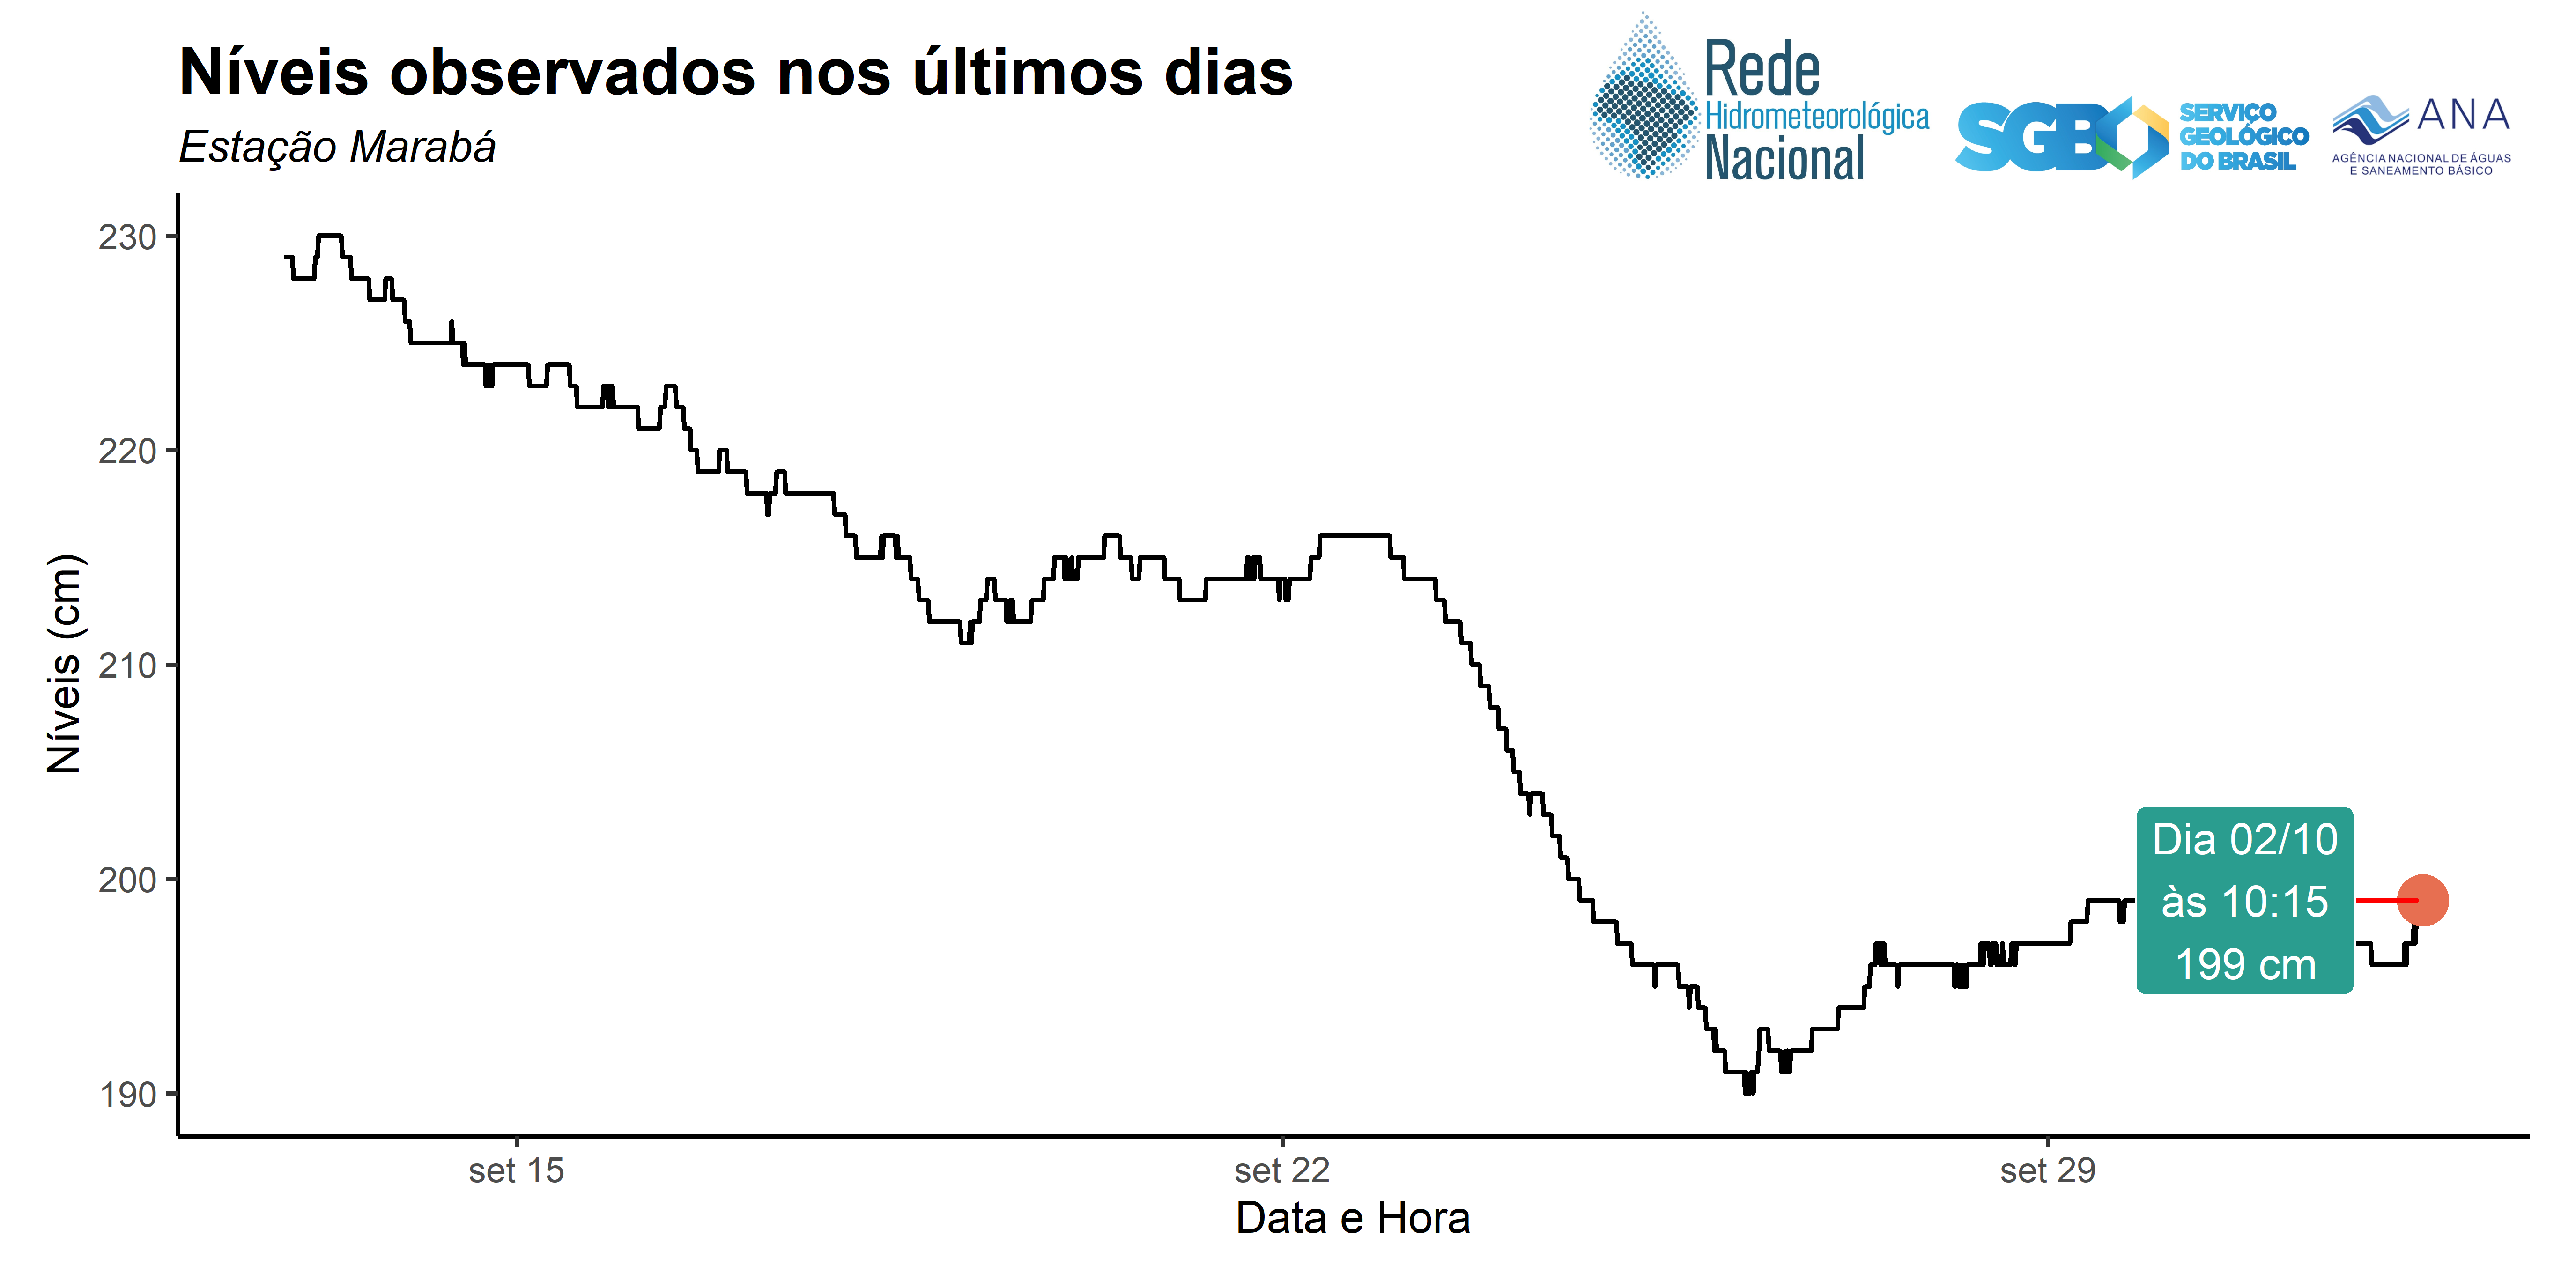 Níveis observados nos últimos dias
Estação Marabá
Rede
Hidrometeorológica
Nacional
SGB
SERVIÇO
GEOLÓGICO
DO BRASIL
ANA
AGÊNCIA NACIONAL DE ÁGUAS
E SANEAMENTO BÁSICO
Níveis (cm)
230
220
210
200
190
Dia 02/10
às 10:15
199 cm
set 15
set 22
set 29
Data e Hora